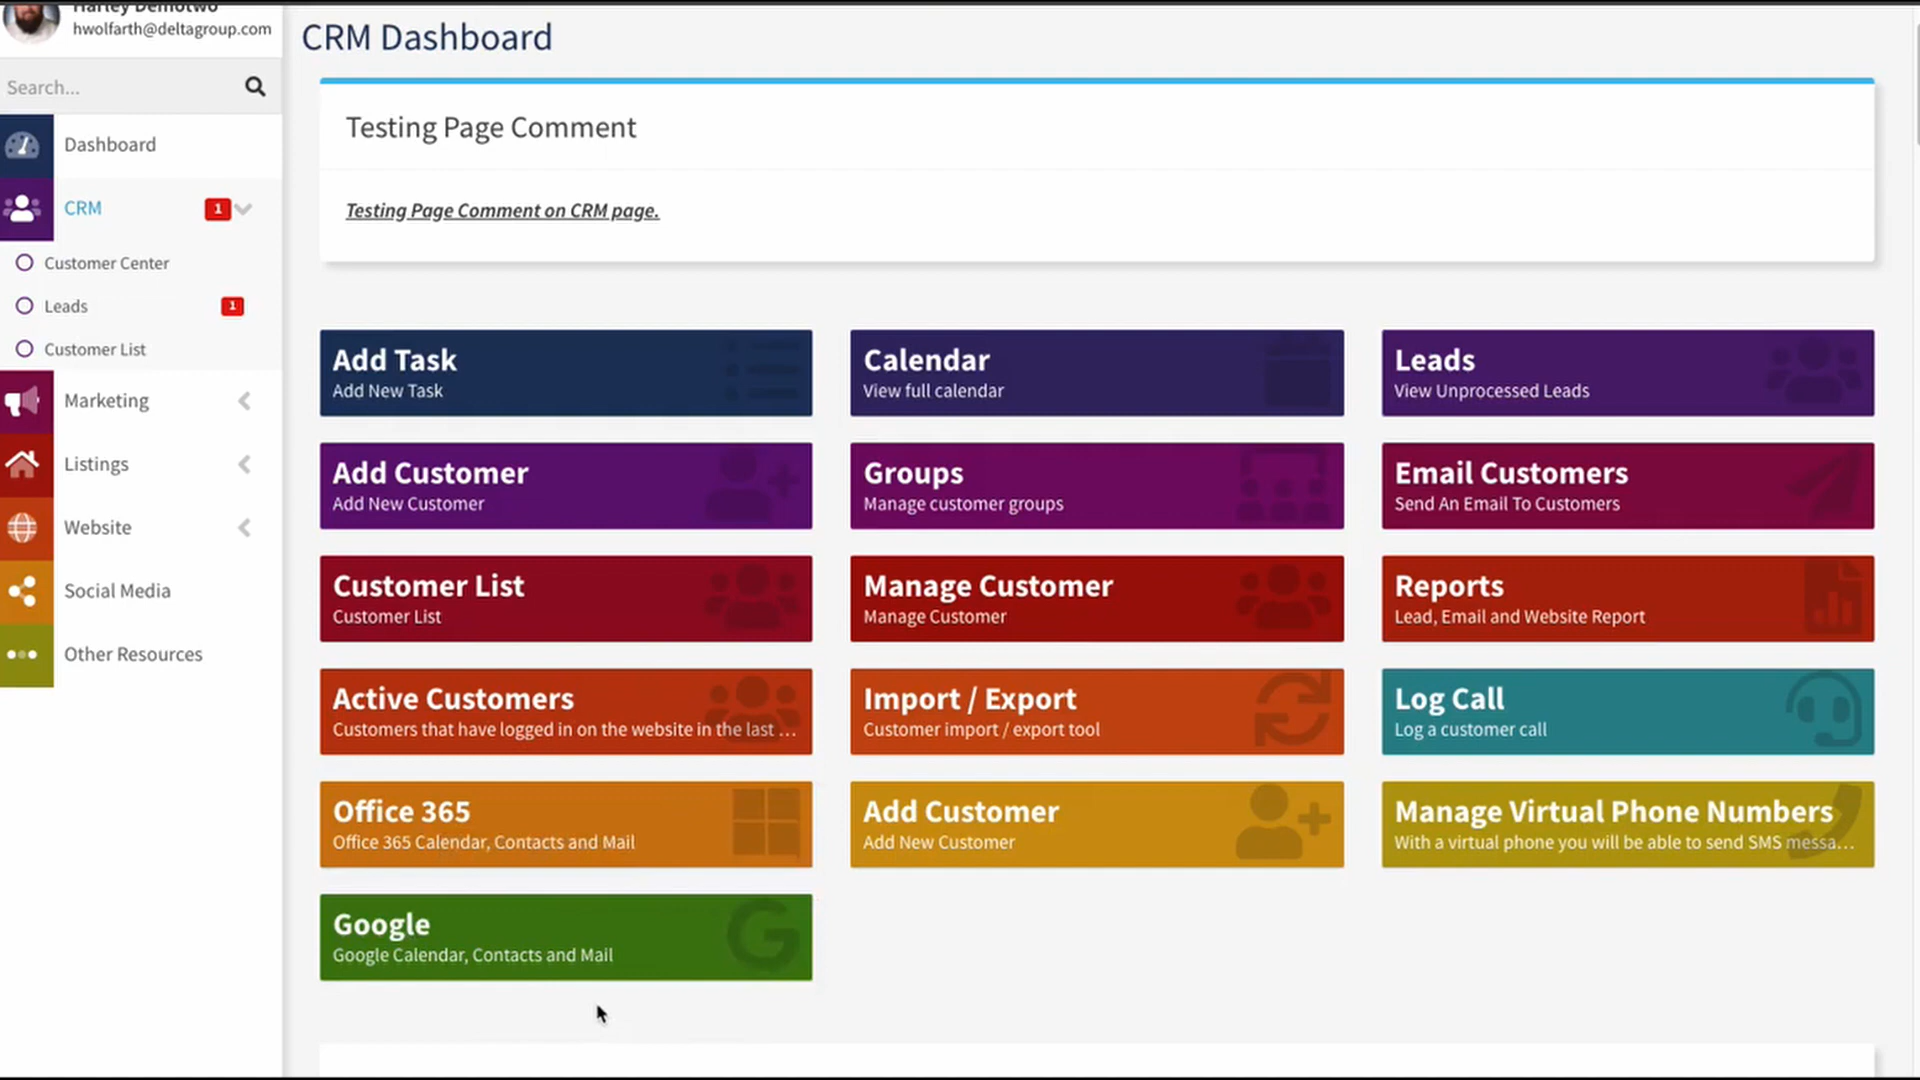 Harley Demotwo
hwolfarth@deltagroup.com
Search...
Dashboard
CRM
1
Customer Center
Leads
1
Customer List
Marketing
Listings
Website
Social Media
Other Resources
CRM Dashboard
Testing Page Comment
Testing Page Comment on CRM page.
Add Task
Add New Task
Calendar
View full calendar
Leads
View Unprocessed Leads
Add Customer
Add New Customer
Groups
Manage customer groups
Email Customers
Send An Email To Customers
Customer List
Customer List
Manage Customer
Manage Customer
Reports
Lead, Email and Website Report
Active Customers
Customers that have logged in on the website in the last ...
Import / Export
Customer import / export tool
Log Call
Log a customer call
Office 365
Office 365 Calendar, Contacts and Mail
Add Customer
Add New Customer
Manage Virtual Phone Numbers
With a virtual phone you will be able to send SMS messa...
Google
Google Calendar, Contacts and Mail